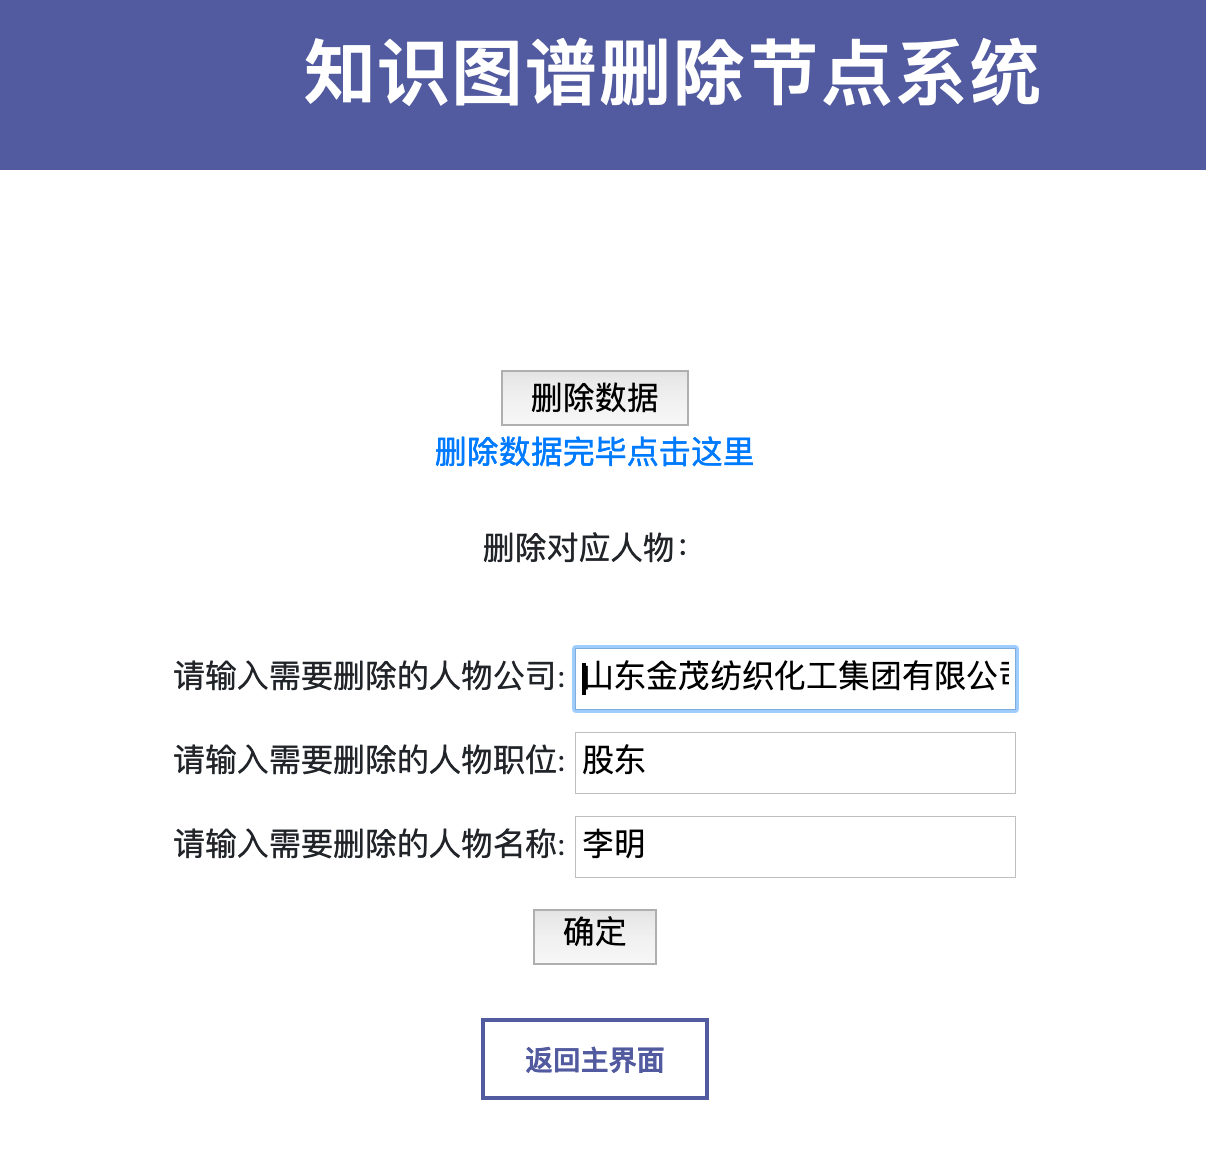 知识图谱删除节点系统
删除数据
删除数据完毕点击这里
删除对应人物：
请输入需要删除的人物公司: 山东金茂纺织化工集团有限公司
请输入需要删除的人物职位: 股东
请输入需要删除的人物名称: 李明
确定
返回主界面